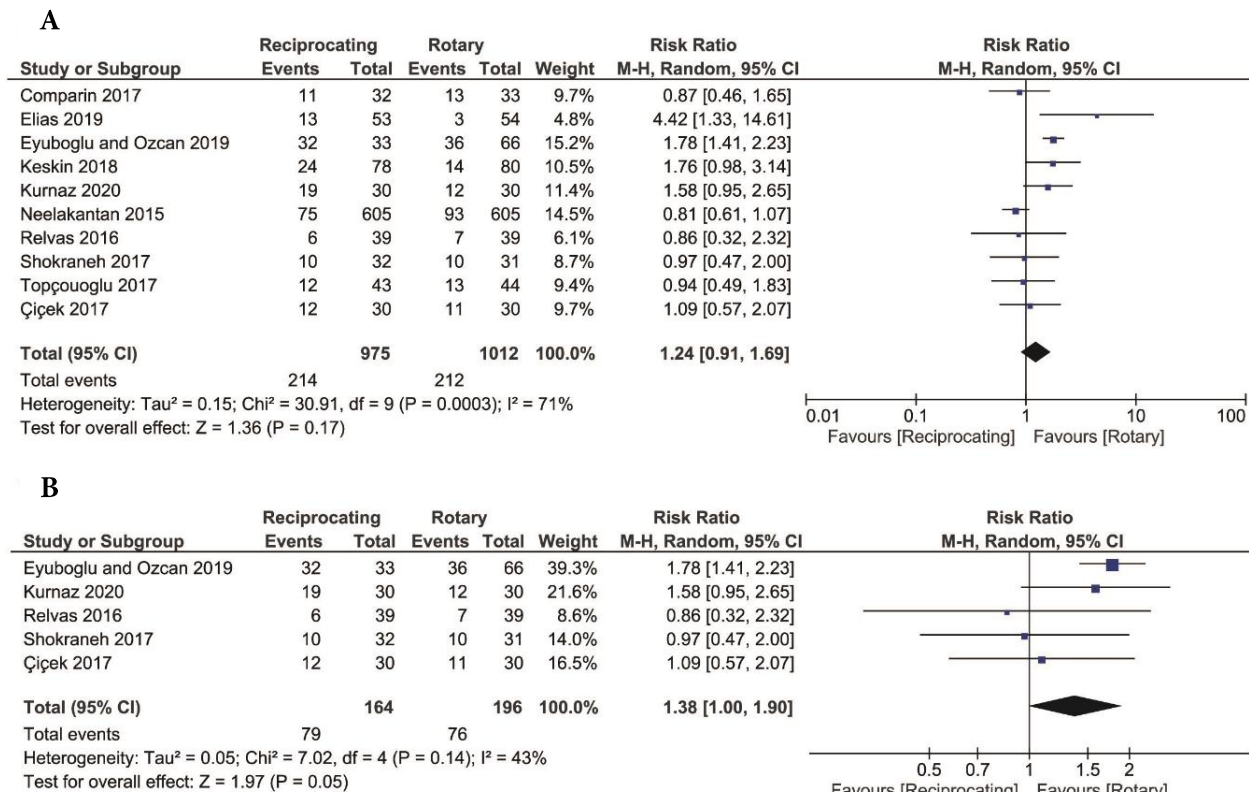 A
Reciprocating Rotary Risk Ratio Risk Ratio
Study or Subgroup Events Total Events Total Weight M-H, Random, 95% CI M-H, Random, 95% CI
Comparin 2017 11 32 13 33 9.7% 0.87 [0.46, 1.65]
Elias 2019 13 53 3 54 4.8% 4.42 [1.33, 14.61]
Eyuboglu and Ozcan 2019 32 33 36 66 15.2% 1.78 [1.41, 2.23]
Keskin 2018 24 78 14 80 10.5% 1.76 [0.98, 3.14]
Kurnaz 2020 19 30 12 30 11.4% 1.58 [0.95, 2.65]
Neelakantan 2015 75 605 93 605 14.5% 0.81 [0.61, 1.07]
Relvas 2016 6 39 7 39 6.1% 0.86 [0.32, 2.32]
Shokraneh 2017 10 32 10 31 8.7% 0.97 [0.47, 2.00]
Topçouoglu 2017 12 43 13 44 9.4% 0.94 [0.49, 1.83]
Çiçek 2017 12 30 11 30 9.7% 1.09 [0.57, 2.07]
Total (95% CI) 975 1012 100.0% 1.24 [0.91, 1.69]
Total events 214 212
Heterogeneity: Tau² = 0.15; Chi² = 30.91, df = 9 (P = 0.0003); I² = 71%
Test for overall effect: Z = 1.36 (P = 0.17)
0.01 0.1 1 10 100
Favours [Reciprocating] Favours [Rotary]
B
Reciprocating Rotary Risk Ratio Risk Ratio
Study or Subgroup Events Total Events Total Weight M-H, Random, 95% CI M-H, Random, 95% CI
Eyuboglu and Ozcan 2019 32 33 36 66 39.3% 1.78 [1.41, 2.23]
Kurnaz 2020 19 30 12 30 21.6% 1.58 [0.95, 2.65]
Relvas 2016 6 39 7 39 8.6% 0.86 [0.32, 2.32]
Shokraneh 2017 10 32 10 31 14.0% 0.97 [0.47, 2.00]
Çiçek 2017 12 30 11 30 16.5% 1.09 [0.57, 2.07]
Total (95% CI) 164 196 100.0% 1.38 [1.00, 1.90]
Total events 79 76
Heterogeneity: Tau² = 0.05; Chi² = 7.02, df = 4 (P = 0.14); I² = 43%
Test for overall effect: Z = 1.97 (P = 0.05)
0.5 0.7 1 1.5 2
Favours [Reciprocating] Favours [Rotary]